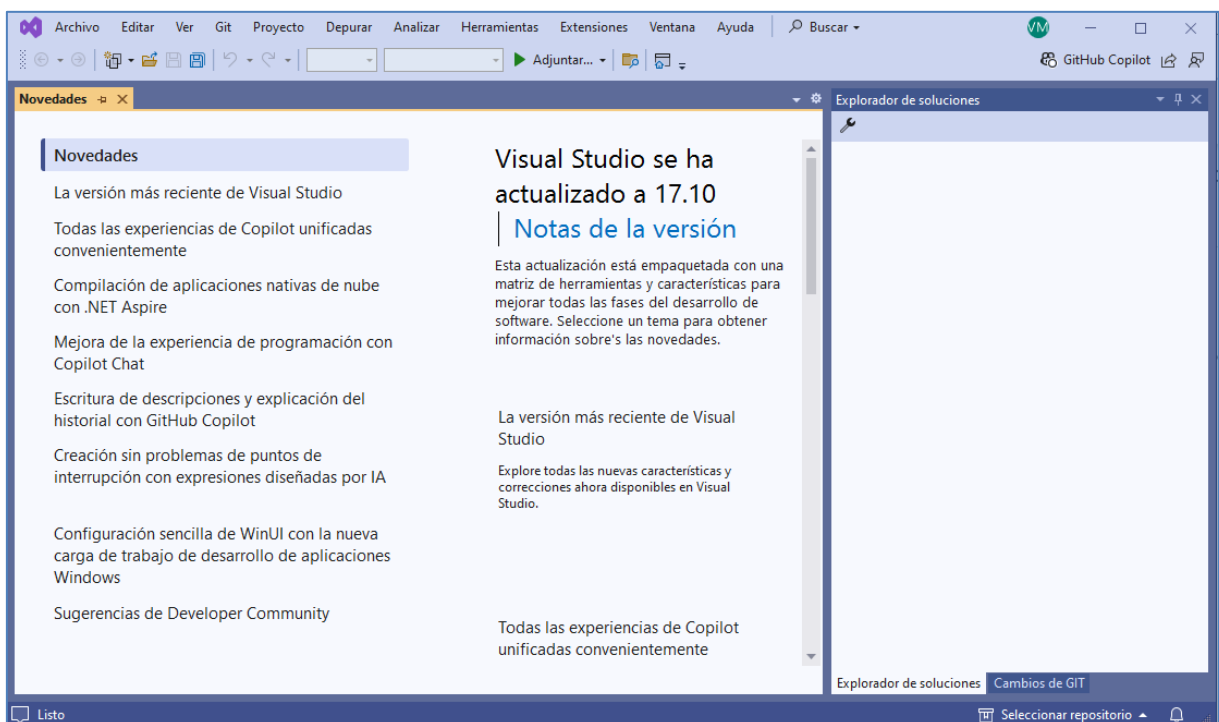 Archivo Editar Ver Git Proyecto Depurar Analizar Herramientas Extensiones Ventana Ayuda Buscar VM
Adjuntar... GitHub Copilot
Novedades
Explorador de soluciones
Novedades
La versión más reciente de Visual Studio
Todas las experiencias de Copilot unificadas
convenientemente
Compilación de aplicaciones nativas de nube
con .NET Aspire
Mejora de la experiencia de programación con
Copilot Chat
Escritura de descripciones y explicación del
historial con GitHub Copilot
Creación sin problemas de puntos de
interrupción con expresiones diseñadas por IA
Configuración sencilla de WinUI con la nueva
carga de trabajo de desarrollo de aplicaciones
Windows
Sugerencias de Developer Community
Visual Studio se ha
actualizado a 17.10
Notas de la versión
Esta actualización está empaquetada con una
matriz de herramientas y características para
mejorar todas las fases del desarrollo de
software. Seleccione un tema para obtener
información sobre's las novedades.
La versión más reciente de Visual
Studio
Explore todas las nuevas características y
correcciones ahora disponibles en Visual
Studio.
Todas las experiencias de Copilot
unificadas convenientemente
Explorador de soluciones Cambios de GIT
Listo Seleccionar repositorio